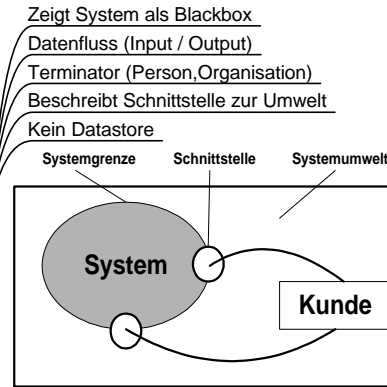 Zeigt System als Blackbox
Datenfluss (Input / Output)
Terminator (Person,Organisation)
Beschreibt Schnittstelle zur Umwelt
Kein Datastore
Systemgrenze Schnittstelle Systemumwelt
System
Kunde